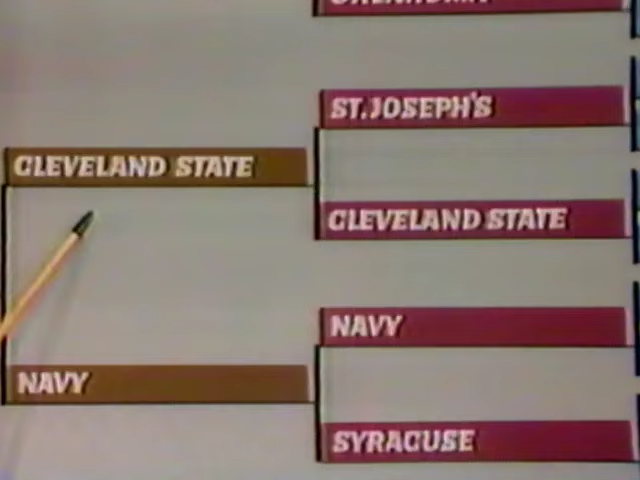 ST. JOSEPH'S
CLEVELAND STATE
CLEVELAND STATE
NAVY
NAVY
SYRACUSE